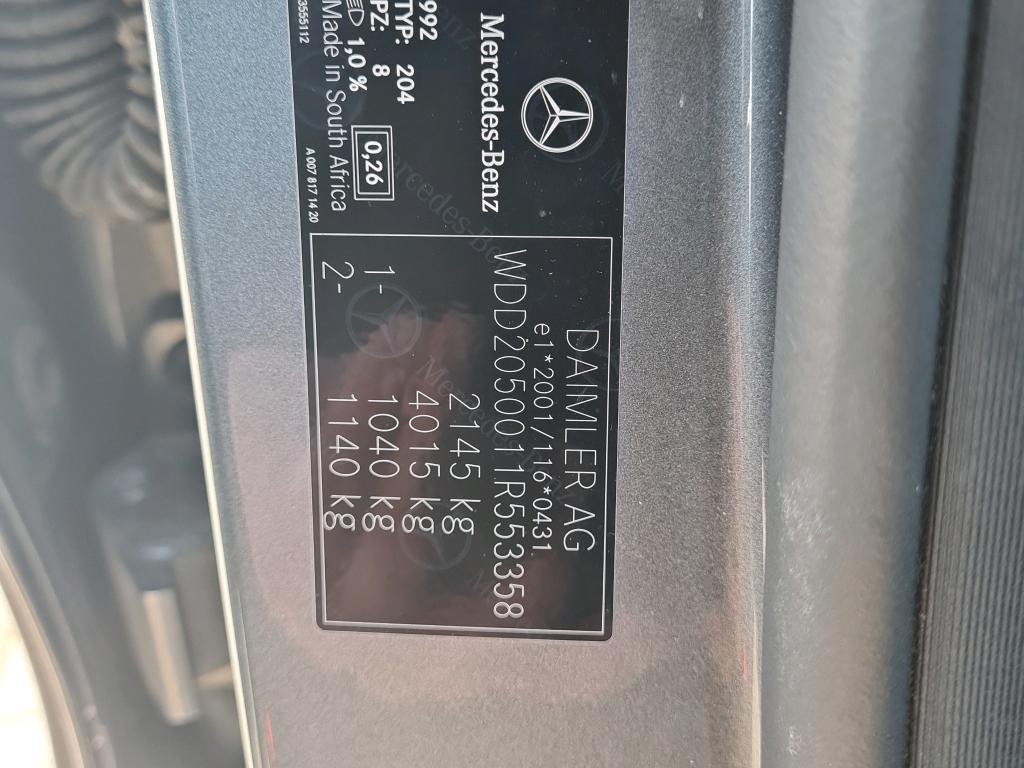 Mercedes-Benz
DAIMLER AG
e1*2001/116*0431
WDD2050011R553358
2145 kg
4015 kg
1- 1040 kg
2- 1140 kg
992
TYP: 204
PZ: 8
1,0 %
0,26
Made in South Africa
3555112
A 007 817 14 20